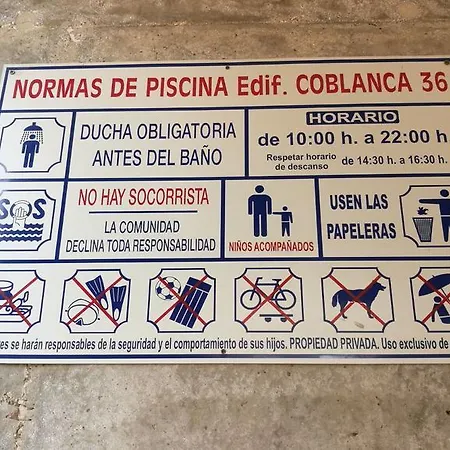 NORMAS DE PISCINA Edif. COBLANCA 36
DUCHA OBLIGATORIA
ANTES DEL BAÑO
HORARIO
de 10:00 h. a 22:00 h
Respetar horario
de descanso
de 14:30 h. a 16:30 h.
SOS
NO HAY SOCORRISTA
LA COMUNIDAD
DECLINA TODA RESPONSABILIDAD
NIÑOS ACOMPAÑADOS
USEN LAS
PAPELERAS
se harán responsables de la seguridad y el comportamiento de sus hijos. PROPIEDAD PRIVADA. Uso exclusivo de